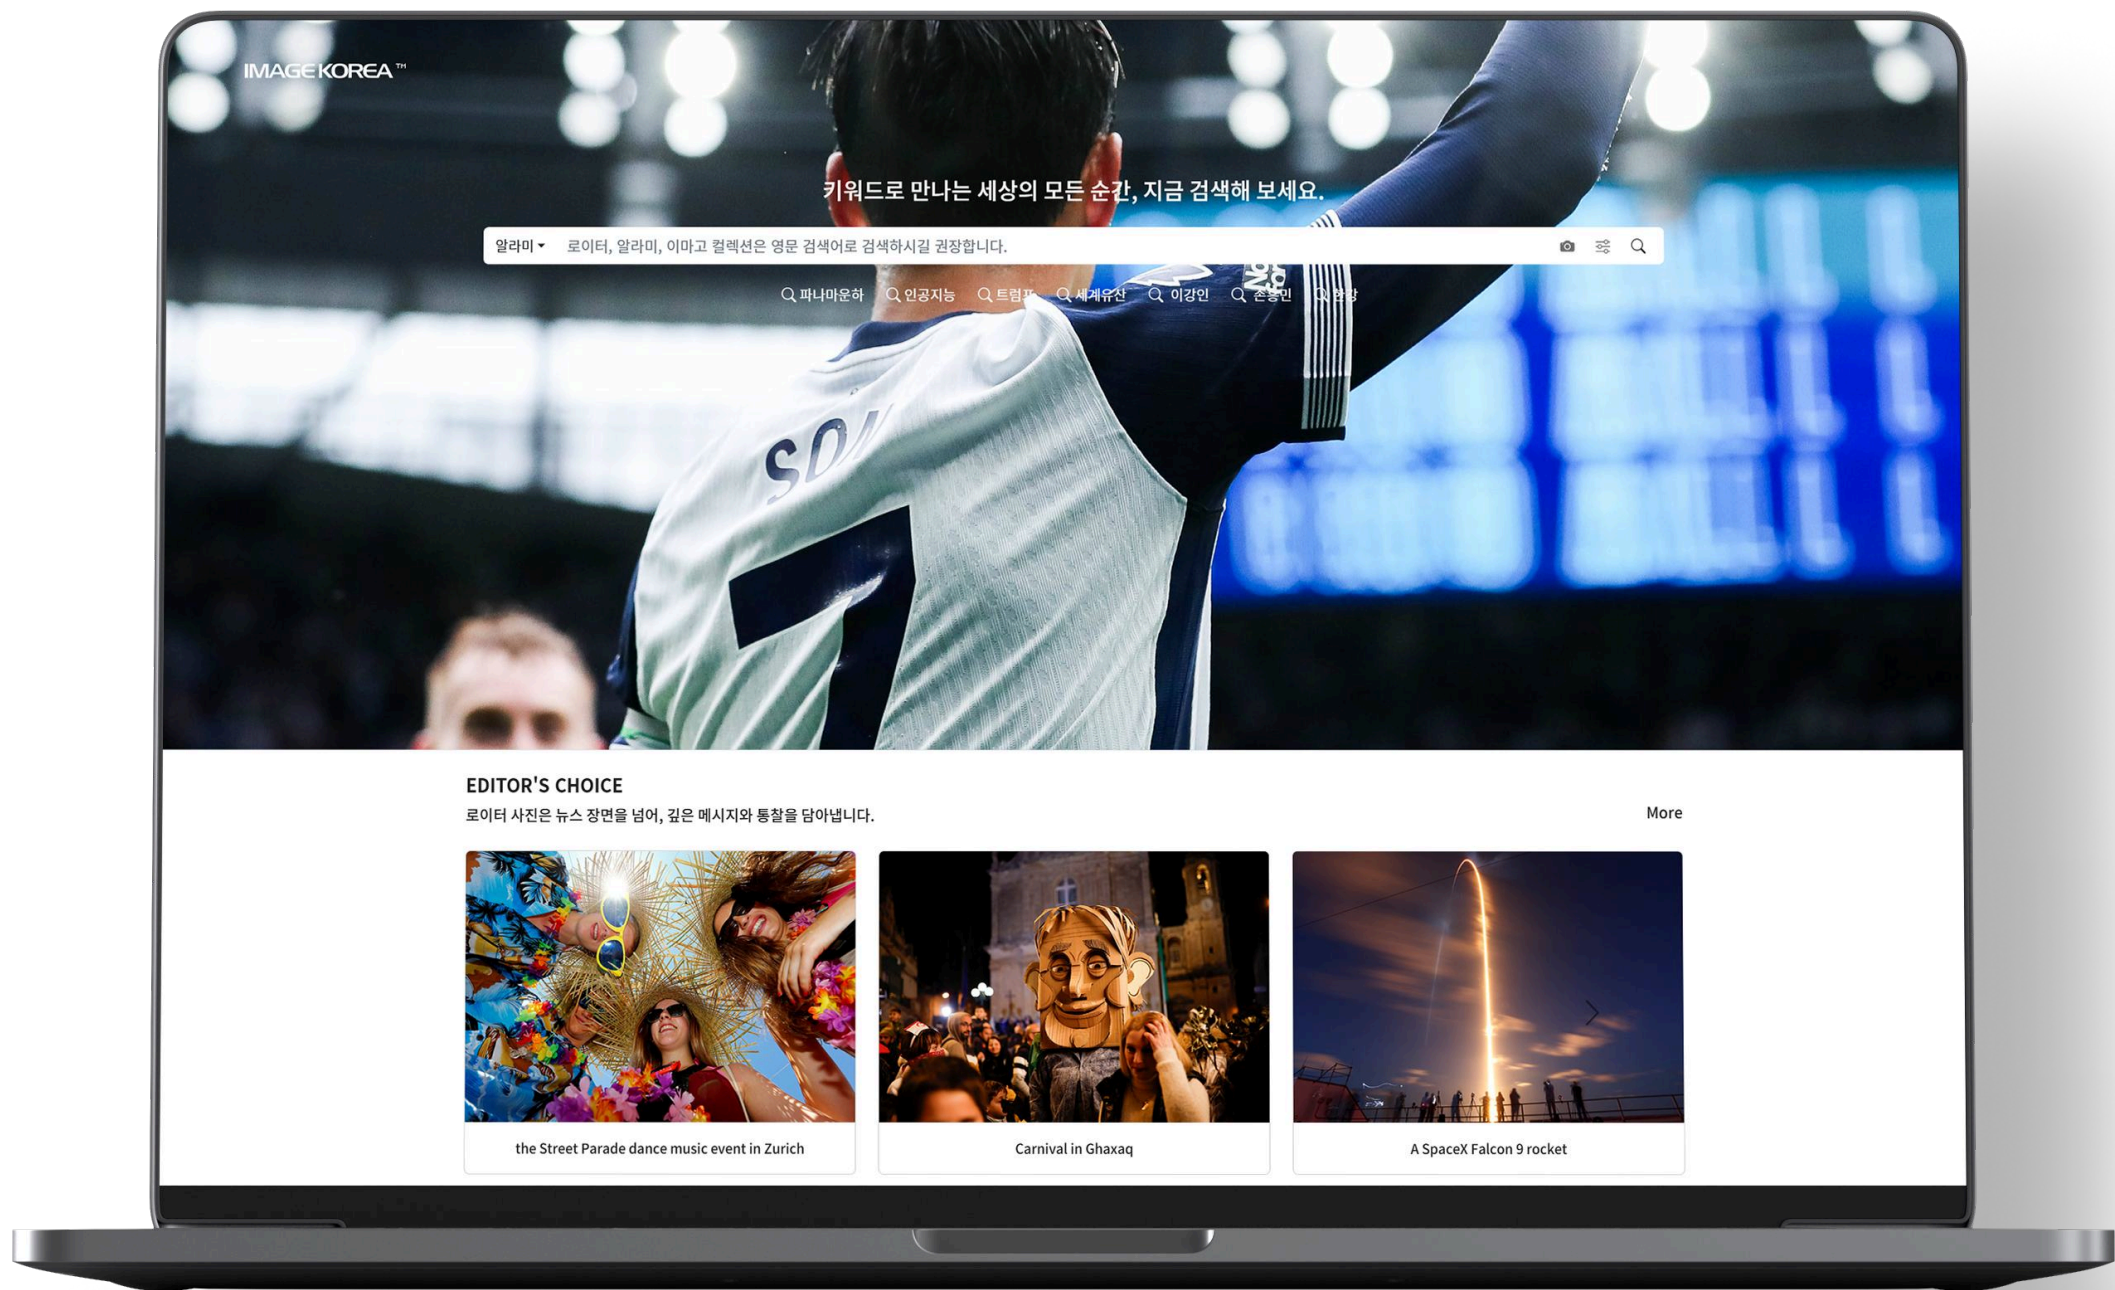 IMAGE KOREA™
키워드로 만나는 세상의 모든 순간, 지금 검색해 보세요.
알라미 로이터, 알라미, 이마고 컬렉션은 영문 검색어로 검색하시길 권장합니다.
파나마운하 인공지능 트럼프 세계유산 이강인 손흥민 한강
SON
7
EDITOR'S CHOICE
로이터 사진은 뉴스 장면을 넘어, 깊은 메시지와 통찰을 담아냅니다.
More
the Street Parade dance music event in Zurich
Carnival in Ghaxaq
A SpaceX Falcon 9 rocket